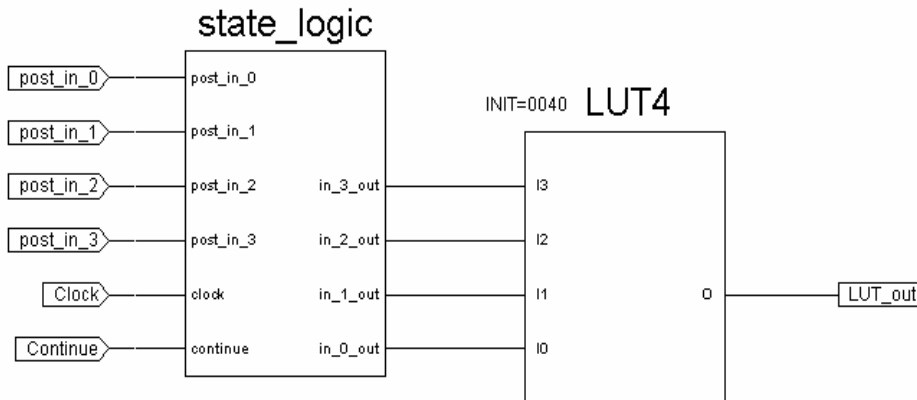 state_logic
post_in_0
post_in_0
post_in_1
post_in_1
post_in_2
post_in_2
in_3_out
post_in_3
post_in_3
in_2_out
Clock
clock
in_1_out
Continue
continue
in_0_out
INIT=0040
LUT4
I3
I2
I1
O
LUT_out
I0